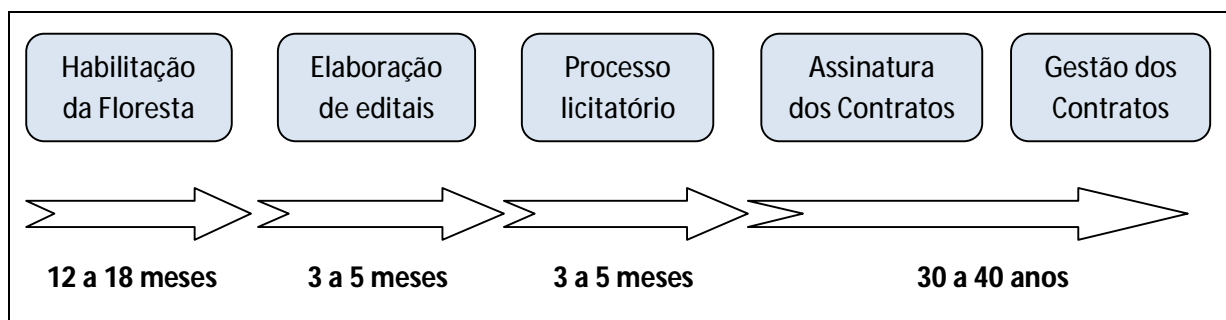 Habilitação
da Floresta
Elaboração
de editais
Processo
licitatório
Assinatura
dos Contratos
Gestão dos
Contratos
12 a 18 meses
3 a 5 meses
3 a 5 meses
30 a 40 anos